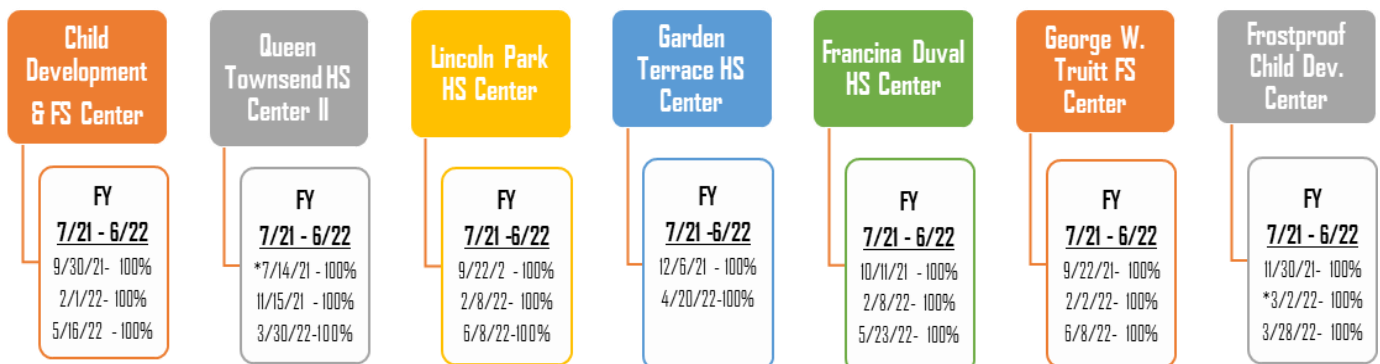 Child
Development
& FS Center
FY
7/21 - 6/22
9/30/21- 100%
2/1/22- 100%
5/16/22 - 100%
Queen
Townsend HS
Center II
FY
7/21 - 6/22
*7/14/21 - 100%
11/15/21 - 100%
3/30/22-100%
Lincoln Park
HS Center
FY
7/21 -6/22
9/22/2 - 100%
2/8/22- 100%
6/8/22-100%
Garden
Terrace HS
Center
FY
7/21 -6/22
12/6/21 - 100%
4/20/22-100%
Francina Duval
HS Center
FY
7/21 - 6/22
10/11/21 - 100%
2/8/22- 100%
5/23/22- 100%
George W.
Truitt FS
Center
FY
7/21 - 6/22
9/22/21- 100%
2/2/22- 100%
6/8/22- 100%
Frostproof
Child Dev.
Center
FY
7/21 - 6/22
11/30/21- 100%
*3/2/22- 100%
3/28/22- 100%